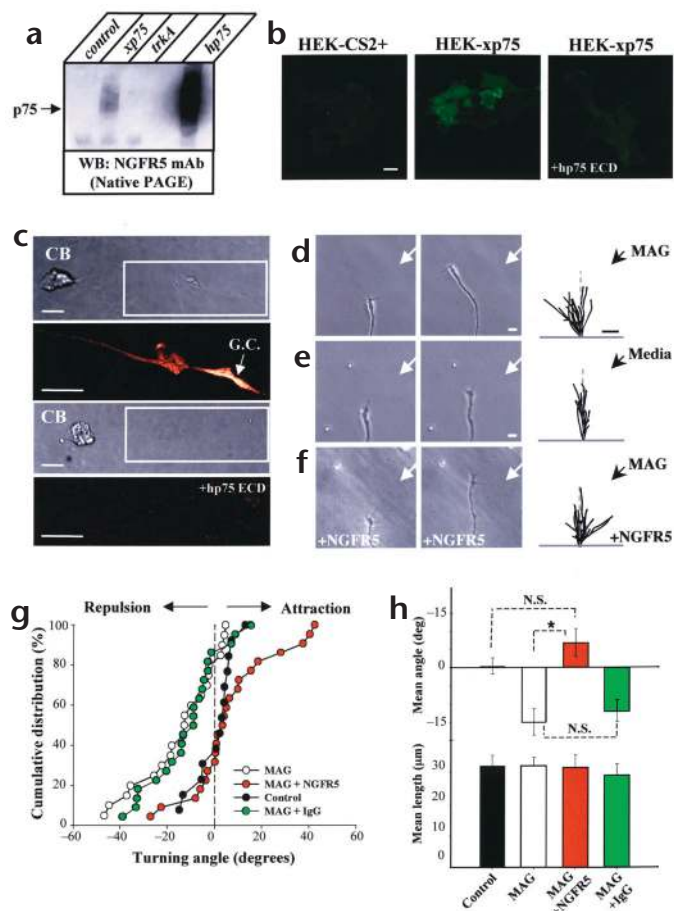 a
control
xp75
trkA
hp75
p75
WB: NGFR5 mAb
(Native PAGE)
b
HEK-CS2+
HEK-xp75
HEK-xp75
+hp75 ECD
c
CB
G.C.
CB
+hp75 ECD
d
MAG
e
Media
f
+NGFR5
+NGFR5
MAG
+NGFR5
g
Repulsion
Attraction
Cumulative distribution (%)
100
80
60
40
20
0
MAG
MAG + NGFR5
Control
MAG + IgG
−60
−40
−20
0
20
40
60
Turning angle (degrees)
h
Mean angle (deg)
−15
0
−15
N.S.
*
N.S.
Mean length (µm)
30
20
10
0
Control
MAG
MAG
+NGFR5
MAG
+IgG